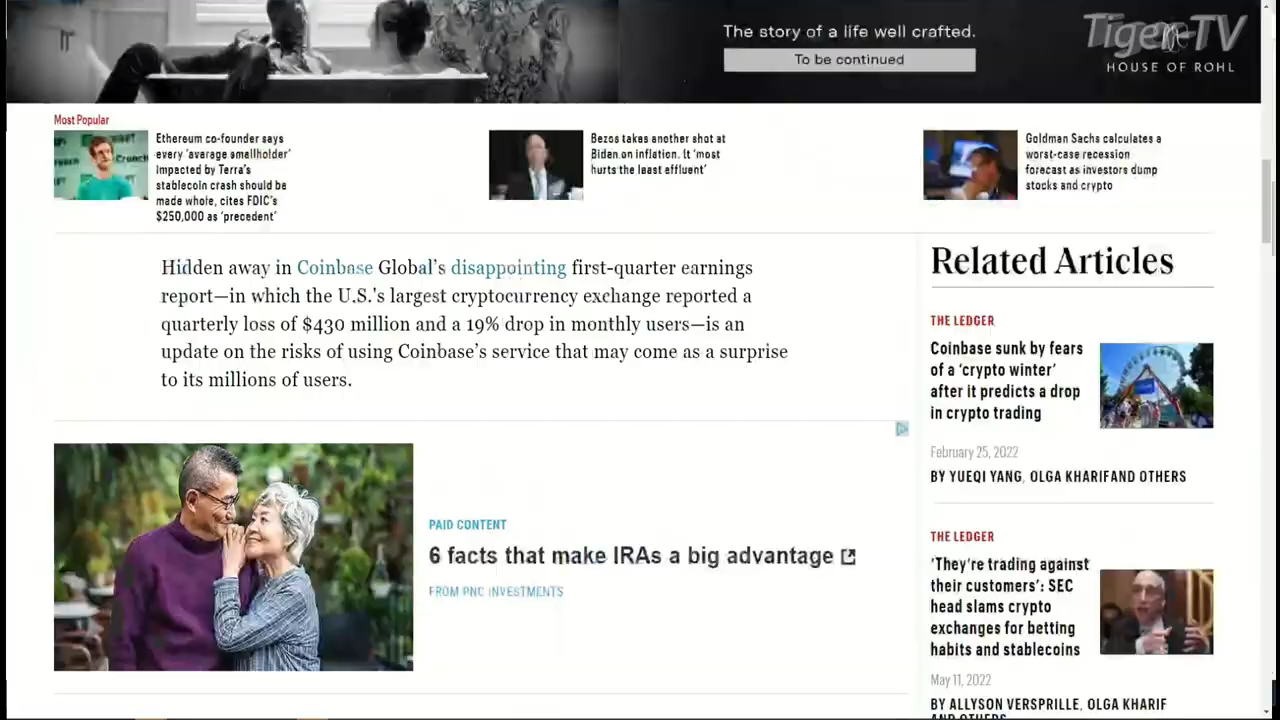 The story of a life well crafted.
To be continued
Tiger TV
HOUSE OF ROHL
Most Popular
Ethereum co-founder says
every ‘average smallholder’
impacted by Terra’s
stablecoin crash should be
made whole, cites FDIC’s
$250,000 as ‘precedent’
Bezos takes another shot at
Biden on inflation. It ‘most
hurts the least effluent’
Goldman Sachs calculates a
worst-case recession
forecast as investors dump
stocks and crypto
Hidden away in Coinbase Global’s disappointing first-quarter earnings
report—in which the U.S.'s largest cryptocurrency exchange reported a
quarterly loss of $430 million and a 19% drop in monthly users—is an
update on the risks of using Coinbase’s service that may come as a surprise
to its millions of users.
PAID CONTENT
6 facts that make IRAs a big advantage
FROM PNC INVESTMENTS
Related Articles
THE LEDGER
Coinbase sunk by fears
of a ‘crypto winter’
after it predicts a drop
in crypto trading
February 25, 2022
BY YUEQI YANG, OLGA KHARIFAND OTHERS
THE LEDGER
‘They’re trading against
their customers’: SEC
head slams crypto
exchanges for betting
habits and stablecoins
May 11, 2022
BY ALLYSON VERSPRILLE, OLGA KHARIF
AND OTHERS